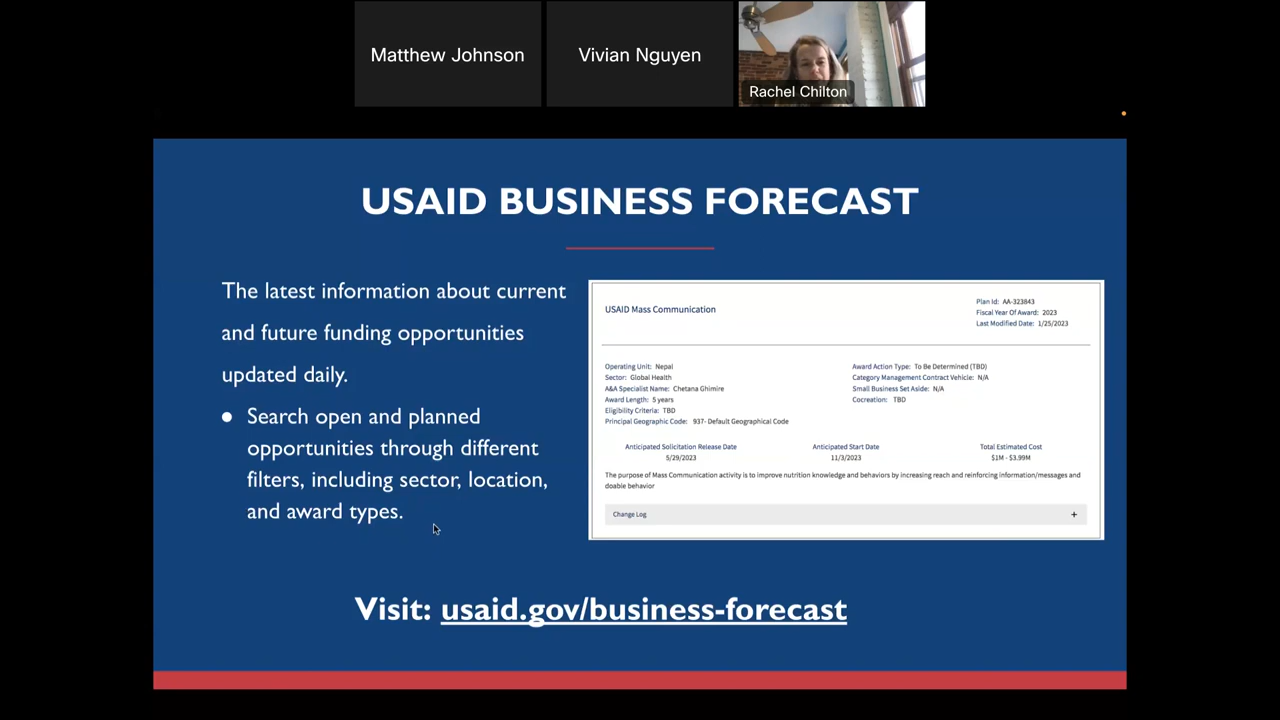 Matthew Johnson
Vivian Nguyen
Rachel Chilton
USAID BUSINESS FORECAST
The latest information about current
and future funding opportunities
updated daily.
● Search open and planned
opportunities through different
filters, including sector, location,
and award types.
USAID Mass Communication
Plan Id: AA-323843
Fiscal Year Of Award: 2023
Last Modified Date: 1/25/2023
Operating Unit: Nepal
Sector: Global Health
A&A Specialist Name: Chetana Ghimire
Award Length: 5 years
Eligibility Criteria: TBD
Principal Geographic Code: 937- Default Geographical Code
Award Action Type: To Be Determined (TBD)
Category Management Contract Vehicle: N/A
Small Business Set Aside: N/A
Cocreation: TBD
Anticipated Solicitation Release Date
5/29/2023
Anticipated Start Date
11/3/2023
Total Estimated Cost
$1M - $3.99M
The purpose of Mass Communication activity is to improve nutrition knowledge and behaviors by increasing reach and reinforcing information/messages and
doable behavior
Change Log +
Visit: usaid.gov/business-forecast